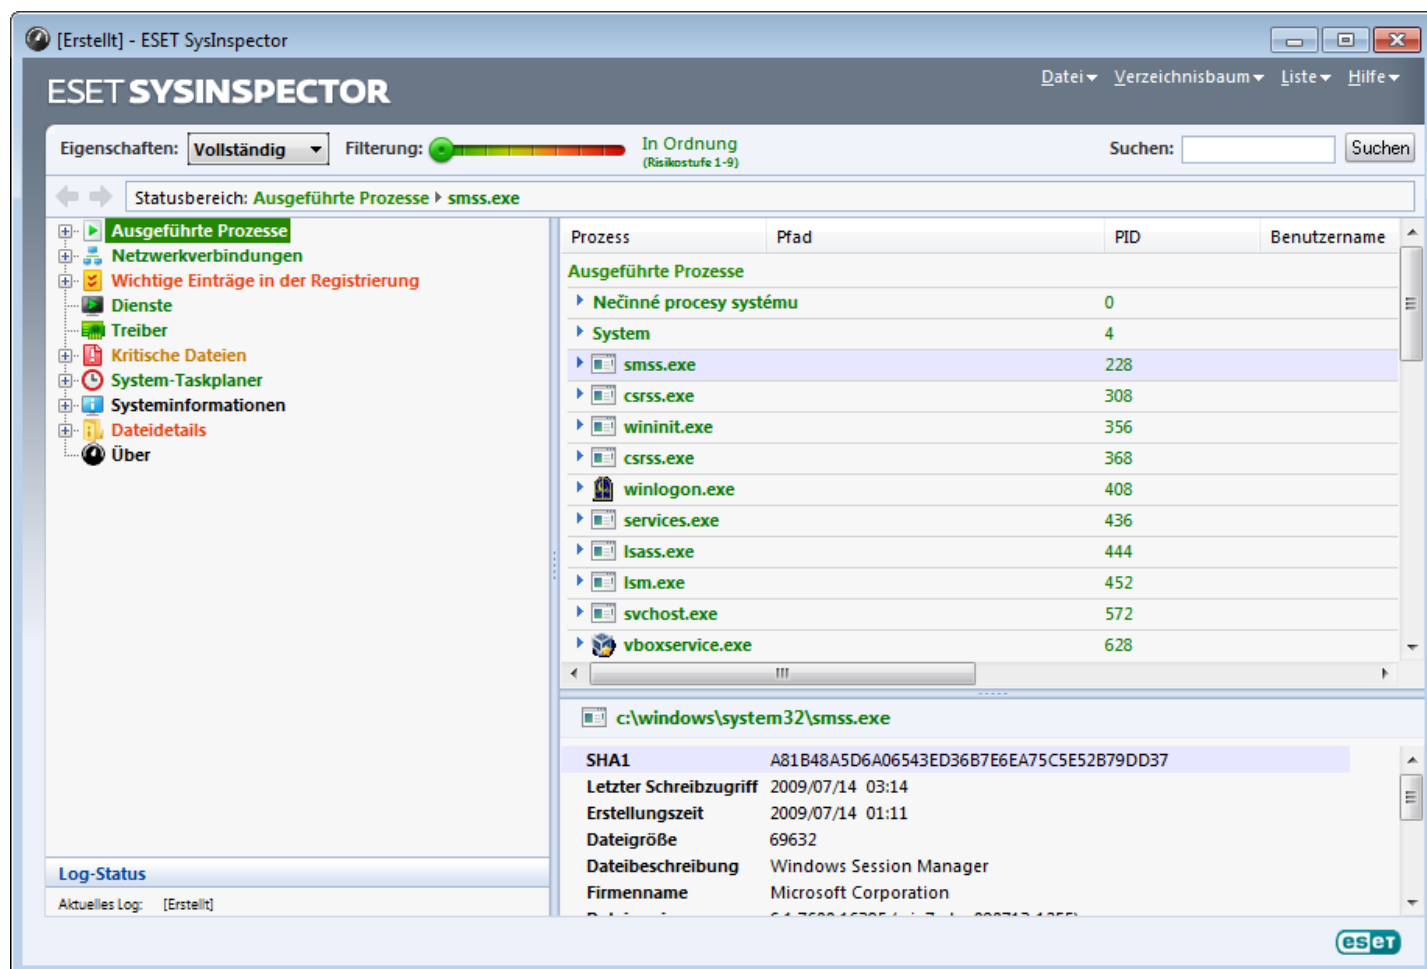 [Erstellt] - ESET SysInspector
ESET SYSINSPECTOR
Datei Verzeichnisbaum Liste Hilfe
Eigenschaften: Vollständig Filterung: In Ordnung Suchen: Suchen
(Risikostufe 1-9)
Statusbereich: Ausgeführte Prozesse smss.exe
Ausgeführte Prozesse
Netzwerkverbindungen
Wichtige Einträge in der Registrierung
Dienste
Treiber
Kritische Dateien
System-Taskplaner
Systeminformationen
Dateidetails
Über
Prozess Pfad PID Benutzername
Ausgeführte Prozesse
Nečinné procesy systému 0
System 4
smss.exe 228
csrss.exe 308
wininit.exe 356
csrss.exe 368
winlogon.exe 408
services.exe 436
lsass.exe 444
lsm.exe 452
svchost.exe 572
vboxservice.exe 628
c:\windows\system32\smss.exe
SHA1 A81B48A5D6A06543ED36B7E6EA75C5E52B79DD37
Letzter Schreibzugriff 2009/07/14 03:14
Erstellungszeit 2009/07/14 01:11
Dateigröße 69632
Dateibeschreibung Windows Session Manager
Firmenname Microsoft Corporation
Log-Status
Aktuelles Log: [Erstellt]
eset